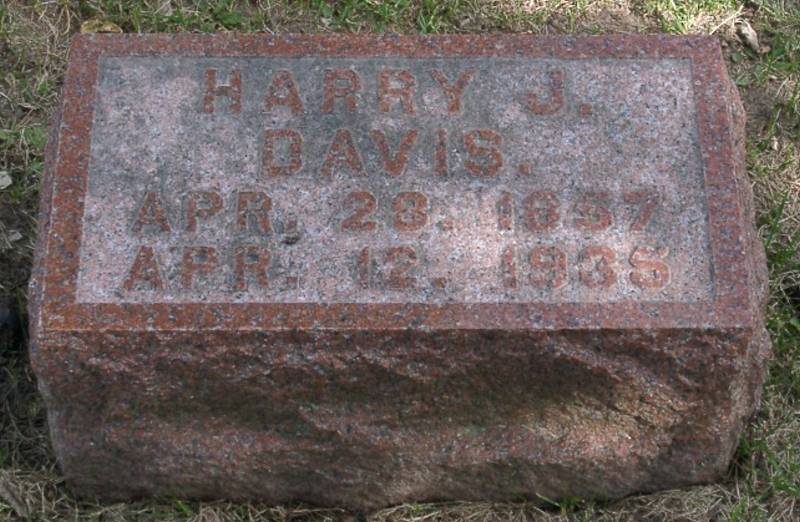 HARRY J.
DAVIS.
APR. 28. 1857
APR. 12. 1935